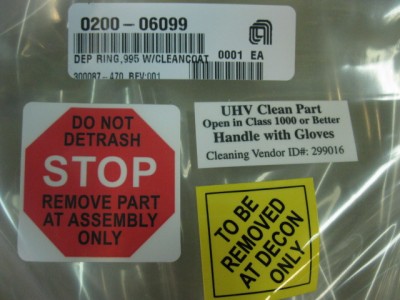 0200-06099
DEP RING,995 W/CLEANCOAT 0001 EA
300087-470 REV:001
DO NOT
DETRASH
STOP
REMOVE PART
AT ASSEMBLY
ONLY
UHV Clean Part
Open in Class 1000 or Better
Handle with Gloves
Cleaning Vendor ID#: 299016
TO BE
REMOVED
AT DECON
ONLY